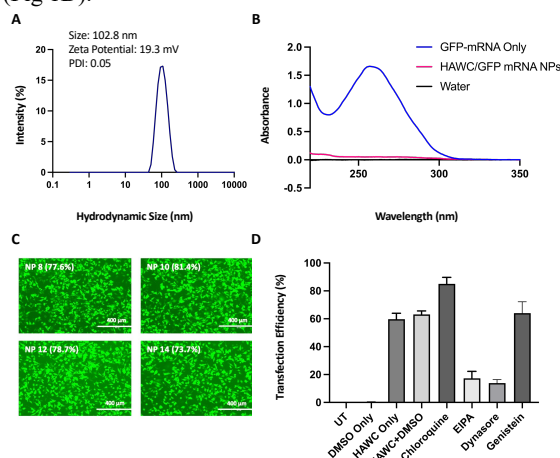 (Fig 1D).
A
Size: 102.8 nm
Zeta Potential: 19.3 mV
PDI: 0.05
Intensity (%)
20
15
10
5
0
0.1 1 10 100 1000 10000
Hydrodynamic Size (nm)
B
GFP-mRNA Only
HAWC/GFP mRNA NPs
Water
Absorbance
2.0
1.5
1.0
0.5
0.0
-0.5
250 300 350
Wavelength (nm)
C
NP 8 (77.6%)
400 µm
NP 10 (81.4%)
400 µm
NP 12 (78.7%)
400 µm
NP 14 (73.7%)
400 µm
D
Transfection Efficiency (%)
100
80
60
40
20
0
UT
DMSO Only
HAWC Only
HAWC+DMSO
Chloroquine
EIPA
Dynasore
Genistein